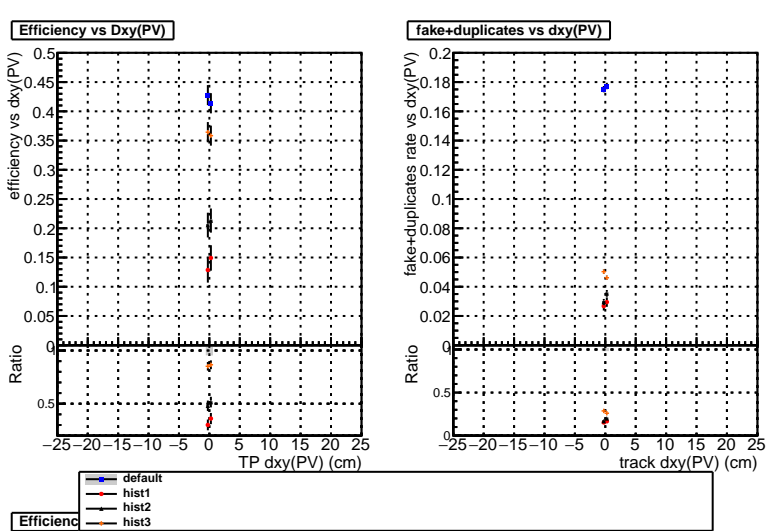 Efficiency vs Dxy(PV)
fake+duplicates vs dxy(PV)
efficiency vs dxy(PV)
0.5
0.45
0.4
0.35
0.3
0.25
0.2
0.15
0.1
0.05
0
Ratio
1
0.5
−25 −20 −15 −10 −5 0 5 10 15 20 25
TP dxy(PV) (cm)
fake+duplicates rate vs dxy(PV)
0.2
0.18
0.16
0.14
0.12
0.1
0.08
0.06
0.04
0.02
0
Ratio
1
0.5
0
−25 −20 −15 −10 −5 0 5 10 15 20 25
track dxy(PV) (cm)
default
hist1
hist2
hist3